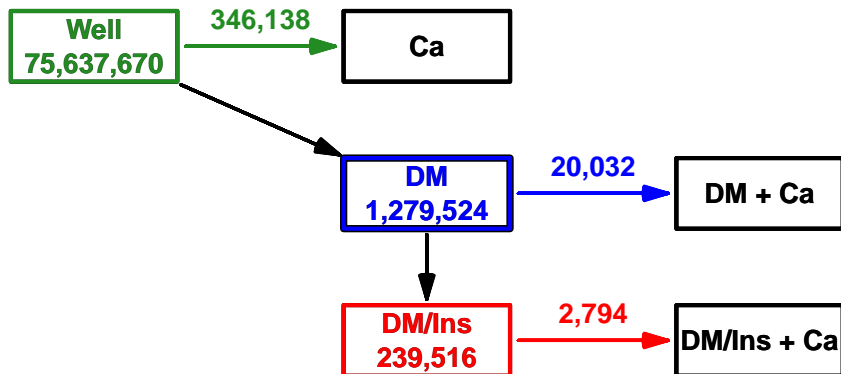 Well
75,637,670
346,138
Ca
DM
1,279,524
20,032
DM + Ca
DM/Ins
239,516
2,794
DM/Ins + Ca